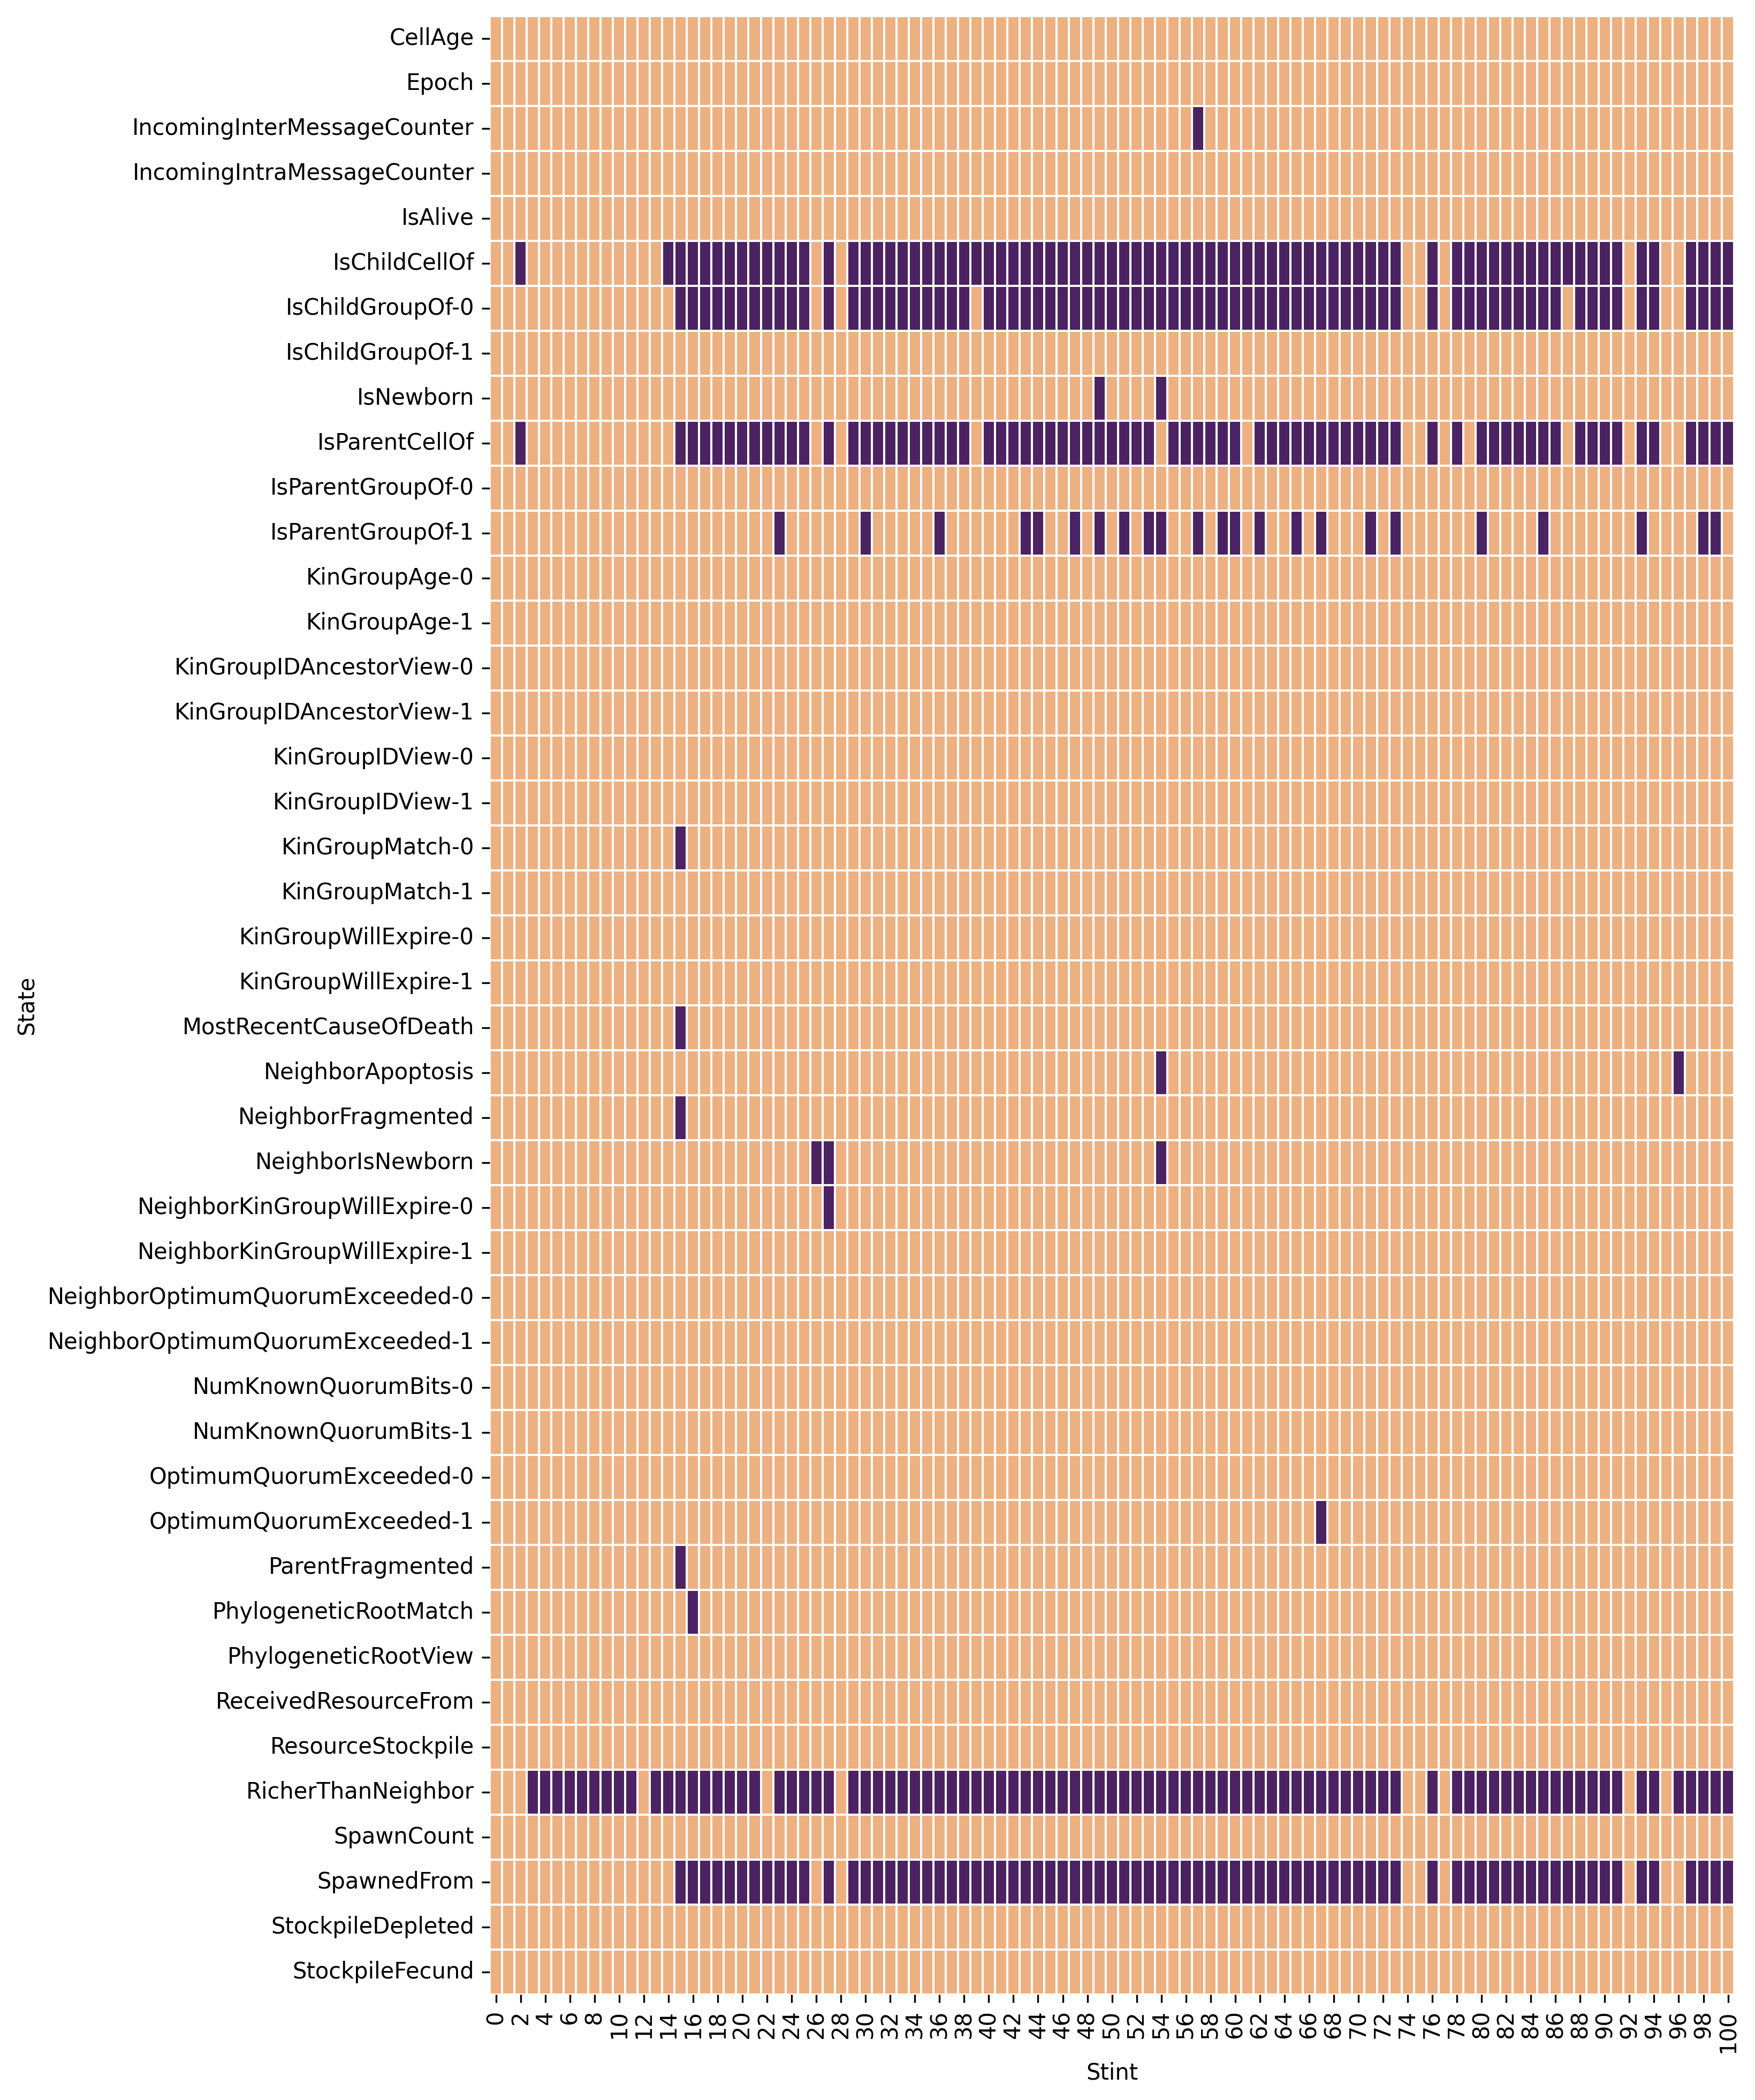 CellAge
Epoch
IncomingInterMessageCounter
IncomingIntraMessageCounter
IsAlive
IsChildCellOf
IsChildGroupOf-0
IsChildGroupOf-1
IsNewborn
IsParentCellOf
IsParentGroupOf-0
IsParentGroupOf-1
KinGroupAge-0
KinGroupAge-1
KinGroupIDAncestorView-0
KinGroupIDAncestorView-1
KinGroupIDView-0
KinGroupIDView-1
KinGroupMatch-0
KinGroupMatch-1
KinGroupWillExpire-0
KinGroupWillExpire-1
MostRecentCauseOfDeath
NeighborApoptosis
NeighborFragmented
NeighborIsNewborn
NeighborKinGroupWillExpire-0
NeighborKinGroupWillExpire-1
NeighborOptimumQuorumExceeded-0
NeighborOptimumQuorumExceeded-1
NumKnownQuorumBits-0
NumKnownQuorumBits-1
OptimumQuorumExceeded-0
OptimumQuorumExceeded-1
ParentFragmented
PhylogeneticRootMatch
PhylogeneticRootView
ReceivedResourceFrom
ResourceStockpile
RicherThanNeighbor
SpawnCount
SpawnedFrom
StockpileDepleted
StockpileFecund
State
0 2 4 6 8 10 12 14 16 18 20 22 24 26 28 30 32 34 36 38 40 42 44 46 48 50 52 54 56 58 60 62 64 66 68 70 72 74 76 78 80 82 84 86 88 90 92 94 96 98 100
Stint